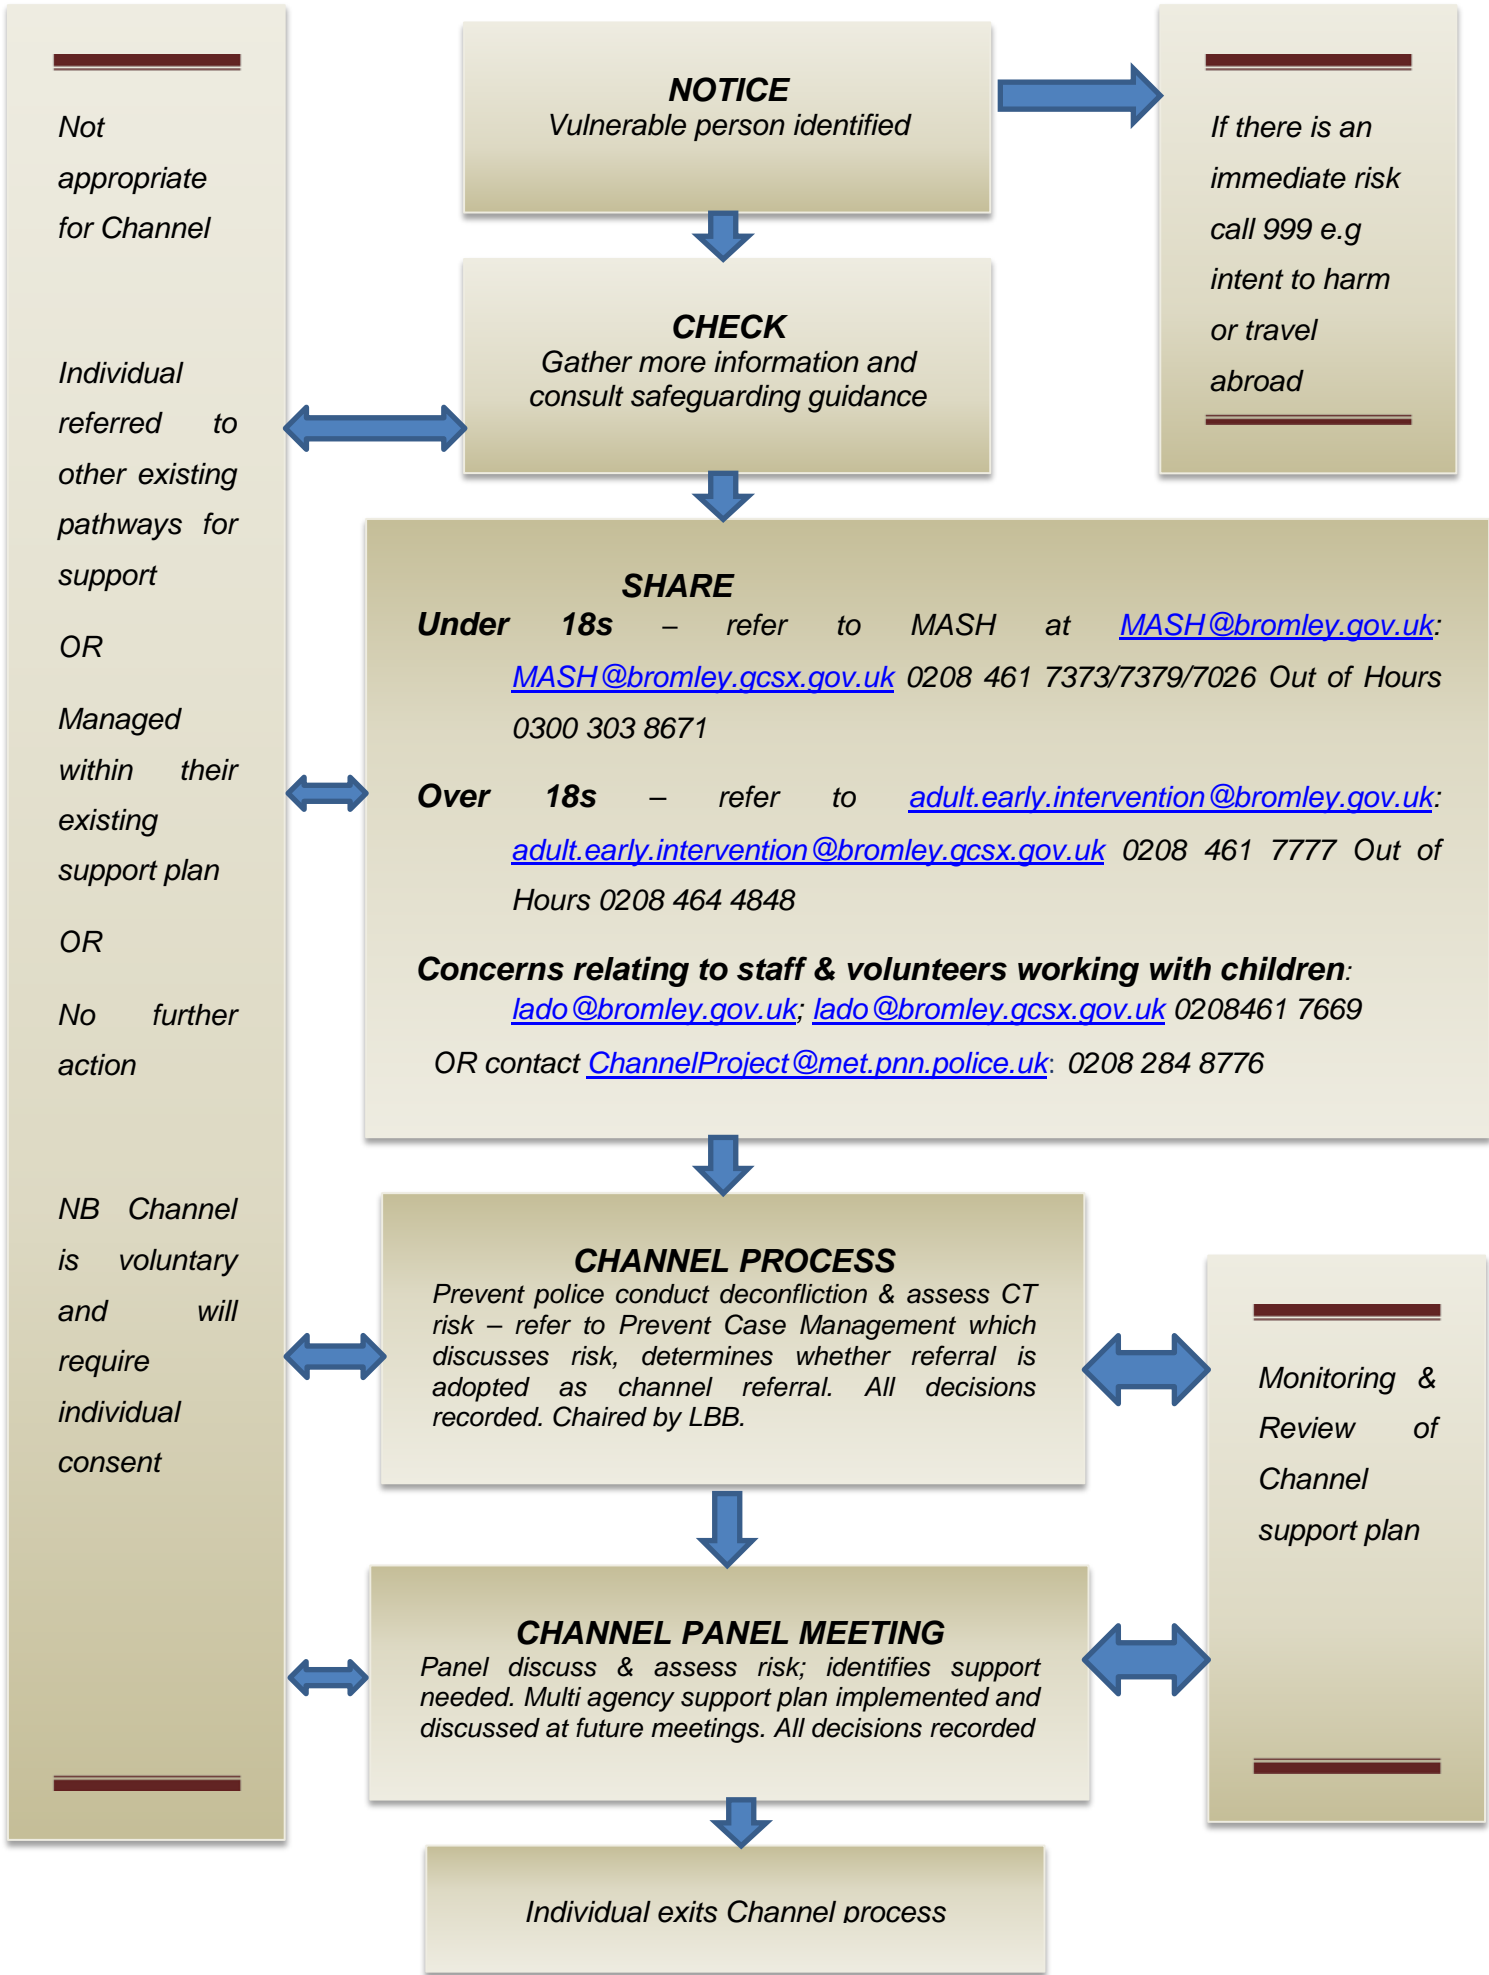 NOTICE
Vulnerable person identified
If there is an
immediate risk
call 999 e.g
intent to harm
or travel
abroad
CHECK
Gather more information and
consult safeguarding guidance
Not
appropriate
for Channel
Individual
referred to
other existing
pathways for
support
OR
Managed
within their
existing
support plan
OR
No further
action
NB Channel
is voluntary
and will
require
individual
consent
SHARE
Under 18s – refer to MASH at MASH@bromley.gov.uk:
MASH@bromley.gcsx.gov.uk 0208 461 7373/7379/7026 Out of Hours
0300 303 8671
Over 18s – refer to adult.early.intervention@bromley.gov.uk:
adult.early.intervention@bromley.gcsx.gov.uk 0208 461 7777 Out of
Hours 0208 464 4848
Concerns relating to staff & volunteers working with children:
lado@bromley.gov.uk; lado@bromley.gcsx.gov.uk 0208461 7669
OR contact ChannelProject@met.pnn.police.uk: 0208 284 8776
CHANNEL PROCESS
Prevent police conduct deconfliction & assess CT
risk – refer to Prevent Case Management which
discusses risk, determines whether referral is
adopted as channel referral. All decisions
recorded. Chaired by LBB.
Monitoring &
Review of
Channel
support plan
CHANNEL PANEL MEETING
Panel discuss & assess risk; identifies support
needed. Multi agency support plan implemented and
discussed at future meetings. All decisions recorded
Individual exits Channel process